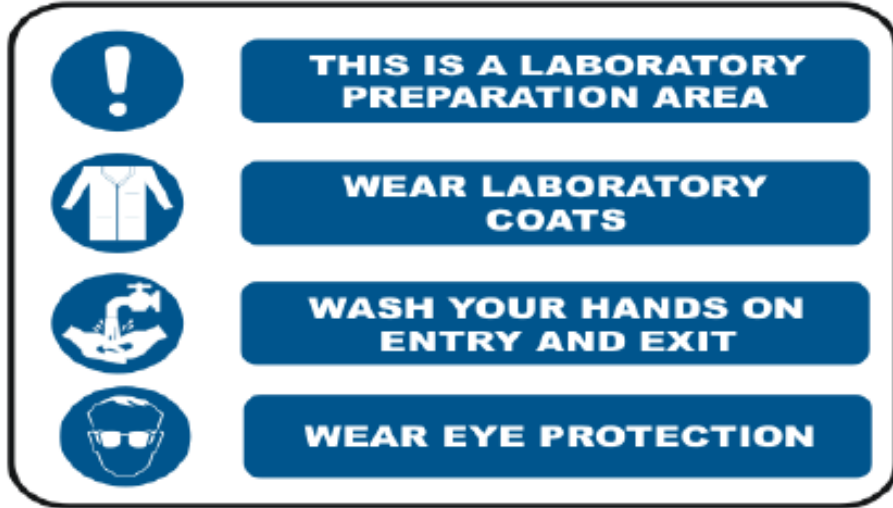 THIS IS A LABORATORY
PREPARATION AREA
WEAR LABORATORY
COATS
WASH YOUR HANDS ON
ENTRY AND EXIT
WEAR EYE PROTECTION